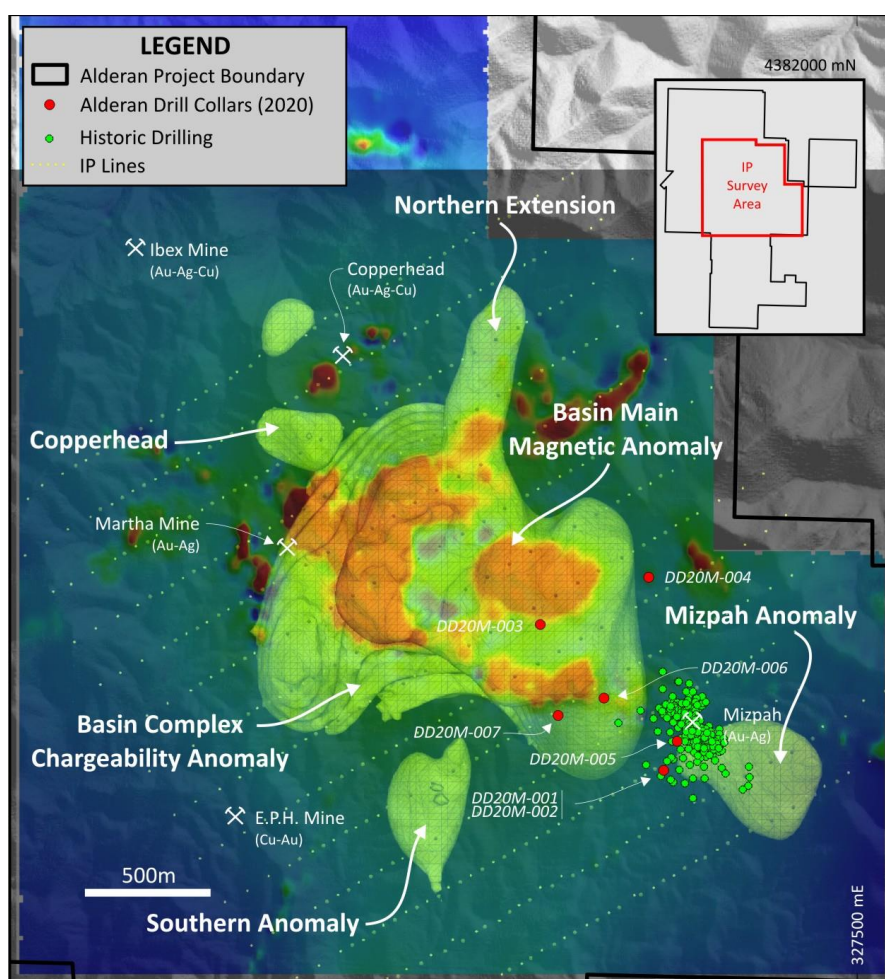 LEGEND
Alderan Project Boundary
Alderan Drill Collars (2020)
Historic Drilling
IP Lines
4382000 mN
IP
Survey
Area
Northern Extension
Ibex Mine
(Au-Ag-Cu)
Copperhead
(Au-Ag-Cu)
Copperhead
Basin Main
Magnetic Anomaly
Martha Mine
(Au-Ag)
DD20M-004
DD20M-003
Mizpah Anomaly
DD20M-006
Basin Complex
Chargeability Anomaly
DD20M-007
Mizpah
(Au-Ag)
DD20M-005
DD20M-001
DD20M-002
E.P.H. Mine
(Cu-Au)
500m
Southern Anomaly
327500 mE